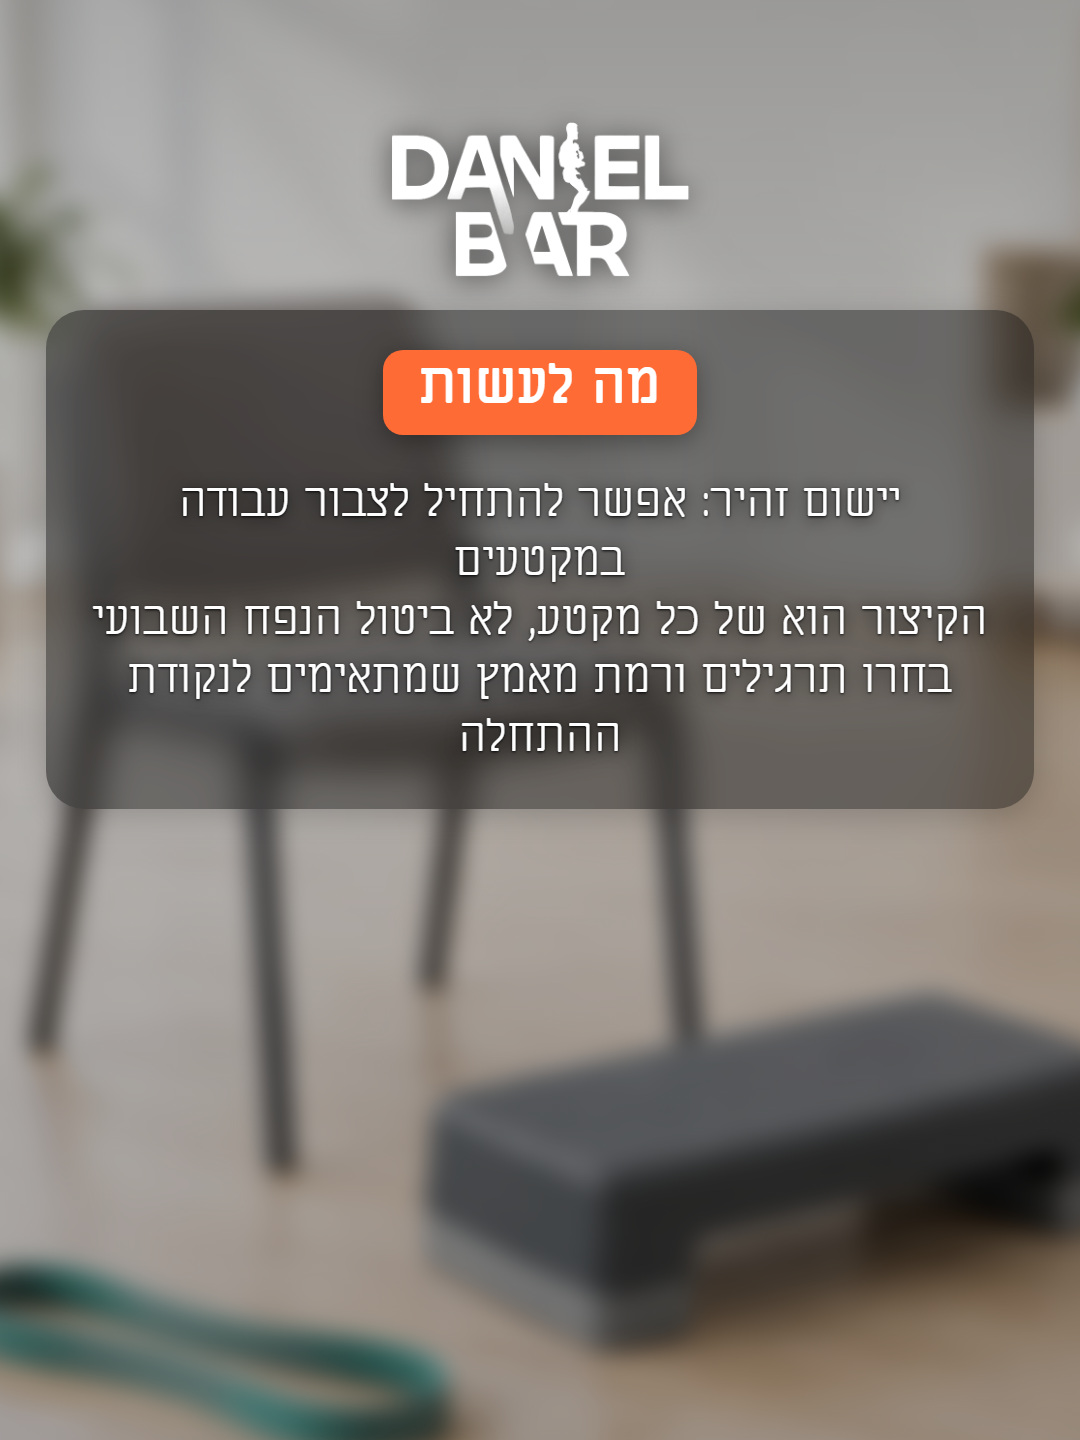 DANIEL
BAR
מה לעשות
יישום זהיר: אפשר להתחיל לצבור עבודה
במקטעים
הקיצור הוא של כל מקטע, לא ביטול הנפח השבועי
בחרו תרגילים ורמת מאמץ שמתאימים לנקודת
ההתחלה